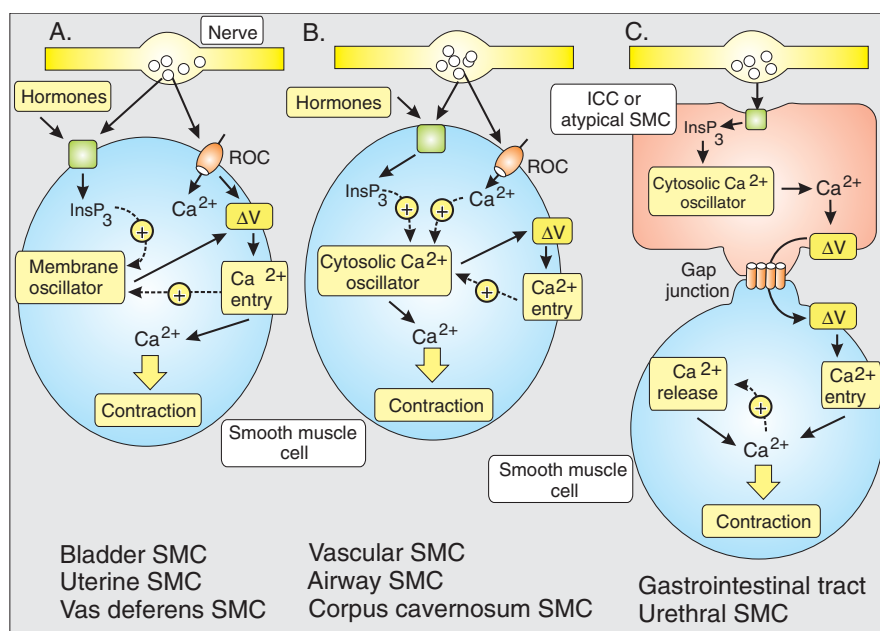 A.
Nerve
Hormones
ROC
InsP3
+
Ca2+
ΔV
Membrane
oscillator
+
Ca 2+
entry
Ca2+
Contraction
Smooth muscle
cell
Bladder SMC
Uterine SMC
Vas deferens SMC
B.
Hormones
ROC
InsP3
+
+
Ca2+
ΔV
Cytosolic Ca2+
oscillator
+
Ca2+
entry
Ca2+
Contraction
Vascular SMC
Airway SMC
Corpus cavernosum SMC
C.
ICC or
atypical SMC
InsP3
Cytosolic Ca 2+
oscillator
Ca2+
ΔV
Gap
junction
ΔV
Ca 2+
release
+
Ca2+
entry
Ca2+
Smooth muscle
cell
Contraction
Gastrointestinal tract
Urethral SMC